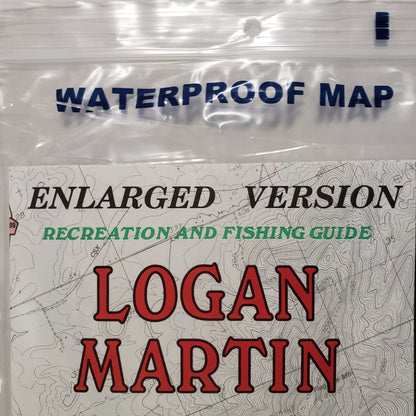 WATERPROOF MAP
ENLARGED VERSION
RECREATION AND FISHING GUIDE
LOGAN
MARTIN